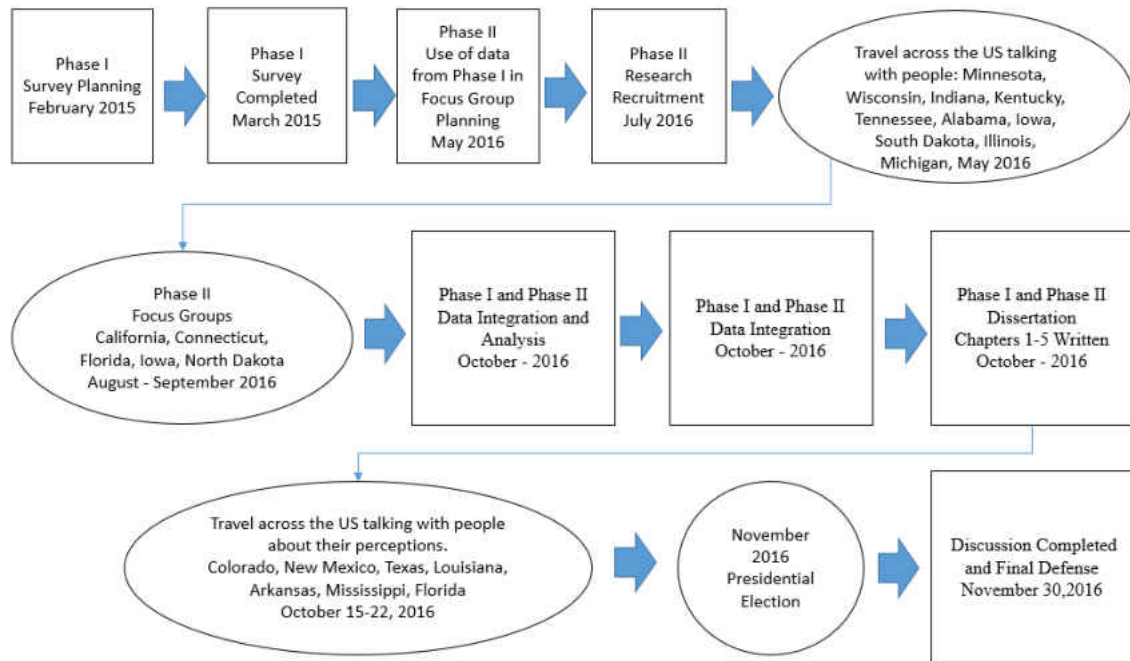 Phase I
Survey Planning
February 2015
Phase I
Survey
Completed
March 2015
Phase II
Use of data
from Phase I in
Focus Group
Planning
May 2016
Phase II
Research
Recruitment
July 2016
Travel across the US talking
with people: Minnesota,
Wisconsin, Indiana, Kentucky,
Tennessee, Alabama, Iowa,
South Dakota, Illinois,
Michigan, May 2016
Phase II
Focus Groups
California, Connecticut,
Florida, Iowa, North Dakota
August - September 2016
Phase I and Phase II
Data Integration and
Analysis
October - 2016
Phase I and Phase II
Data Integration
October - 2016
Phase I and Phase II
Dissertation
Chapters 1-5 Written
October - 2016
Travel across the US talking with people
about their perceptions.
Colorado, New Mexico, Texas, Louisiana,
Arkansas, Mississippi, Florida
October 15-22, 2016
November
2016
Presidential
Election
Discussion Completed
and Final Defense
November 30,2016